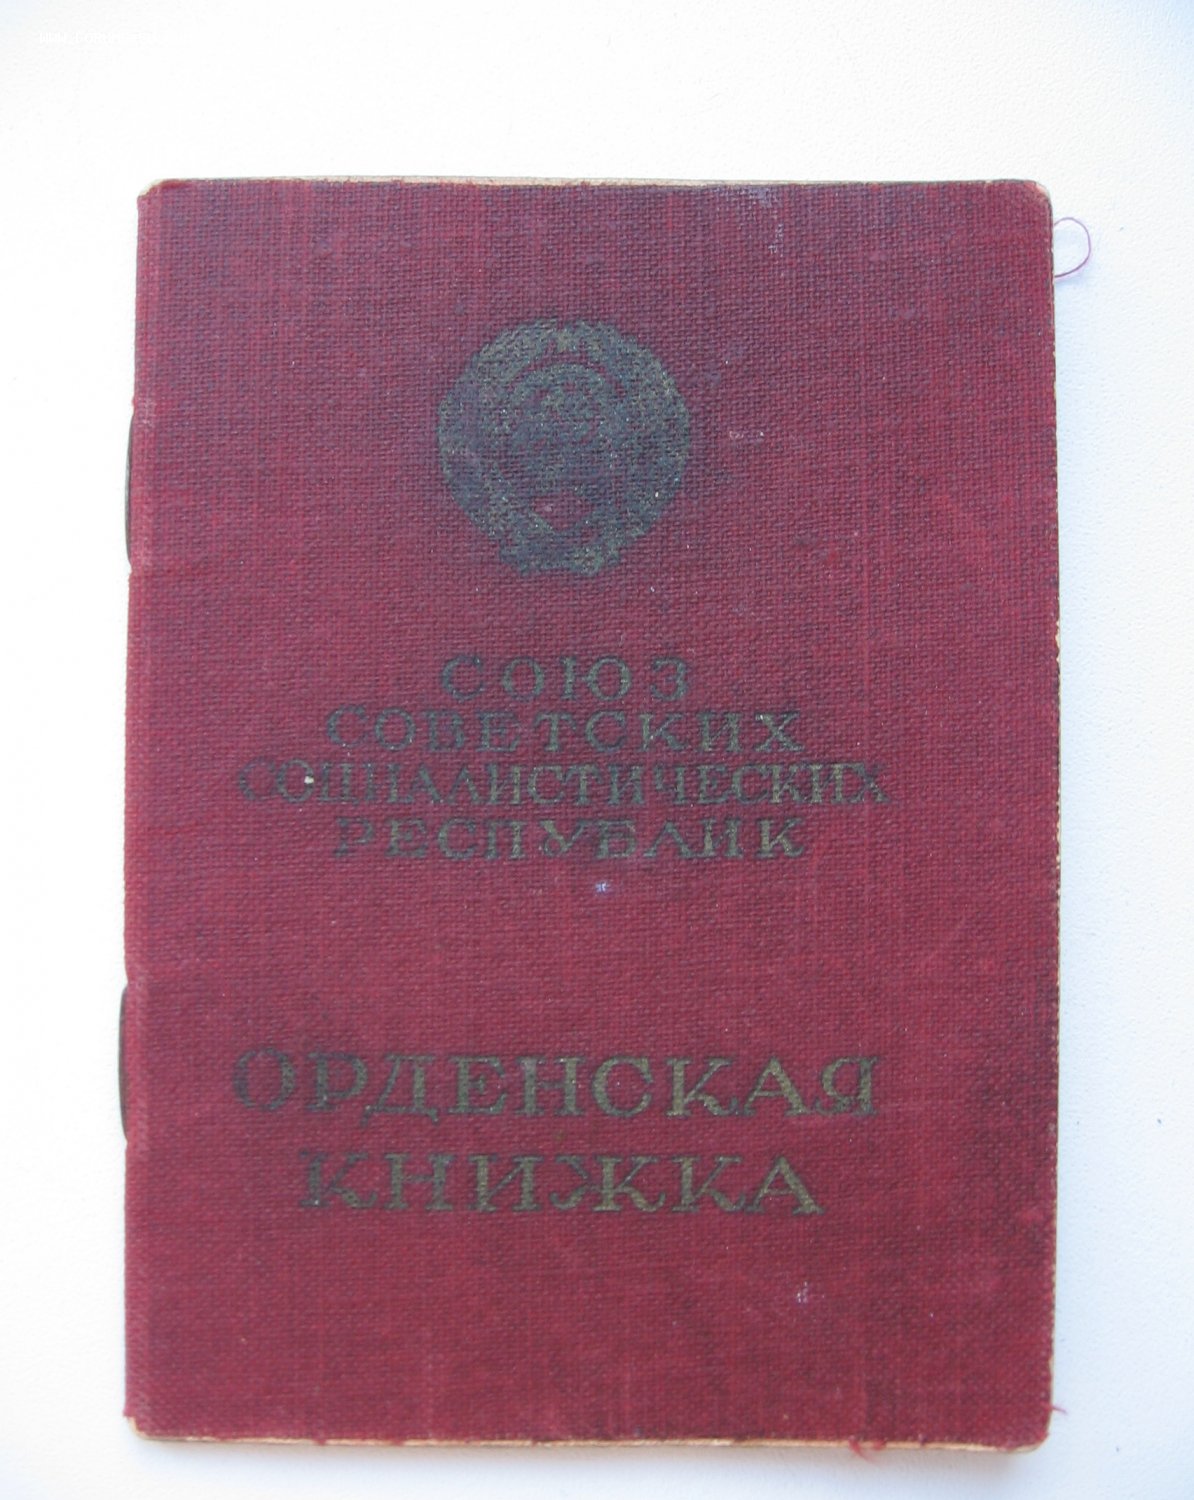 СОЮЗ
СОВЕТСКИХ
СОЦИАЛИСТИЧЕСКИХ
РЕСПУБЛИК
ОРДЕНСКАЯ
КНИЖКА